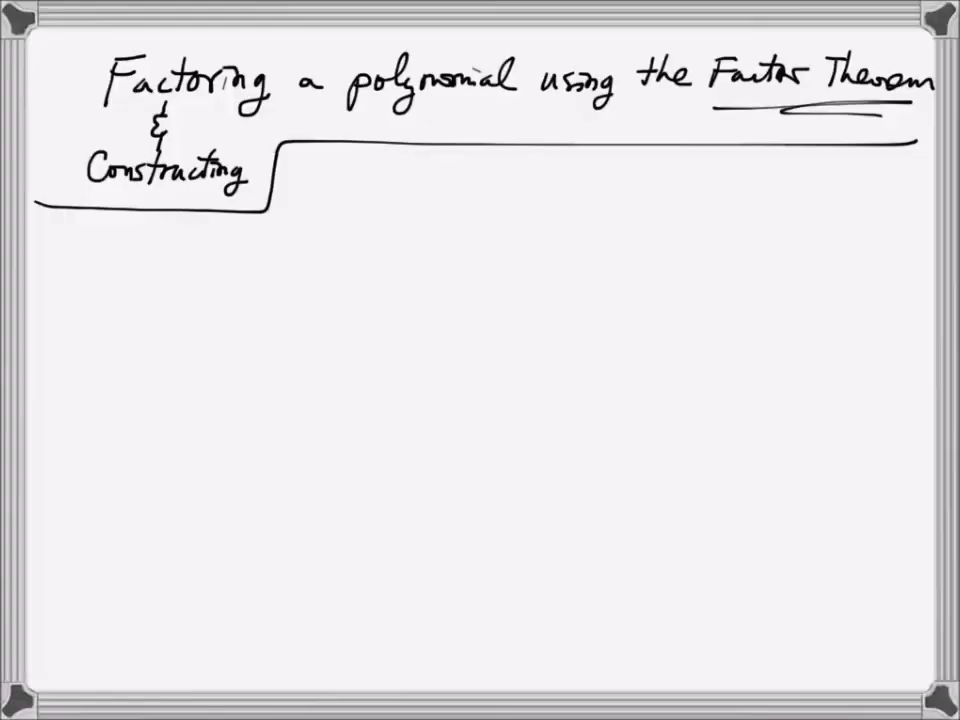 Factoring a polynomial using the Factor Theorem
&
Constructing